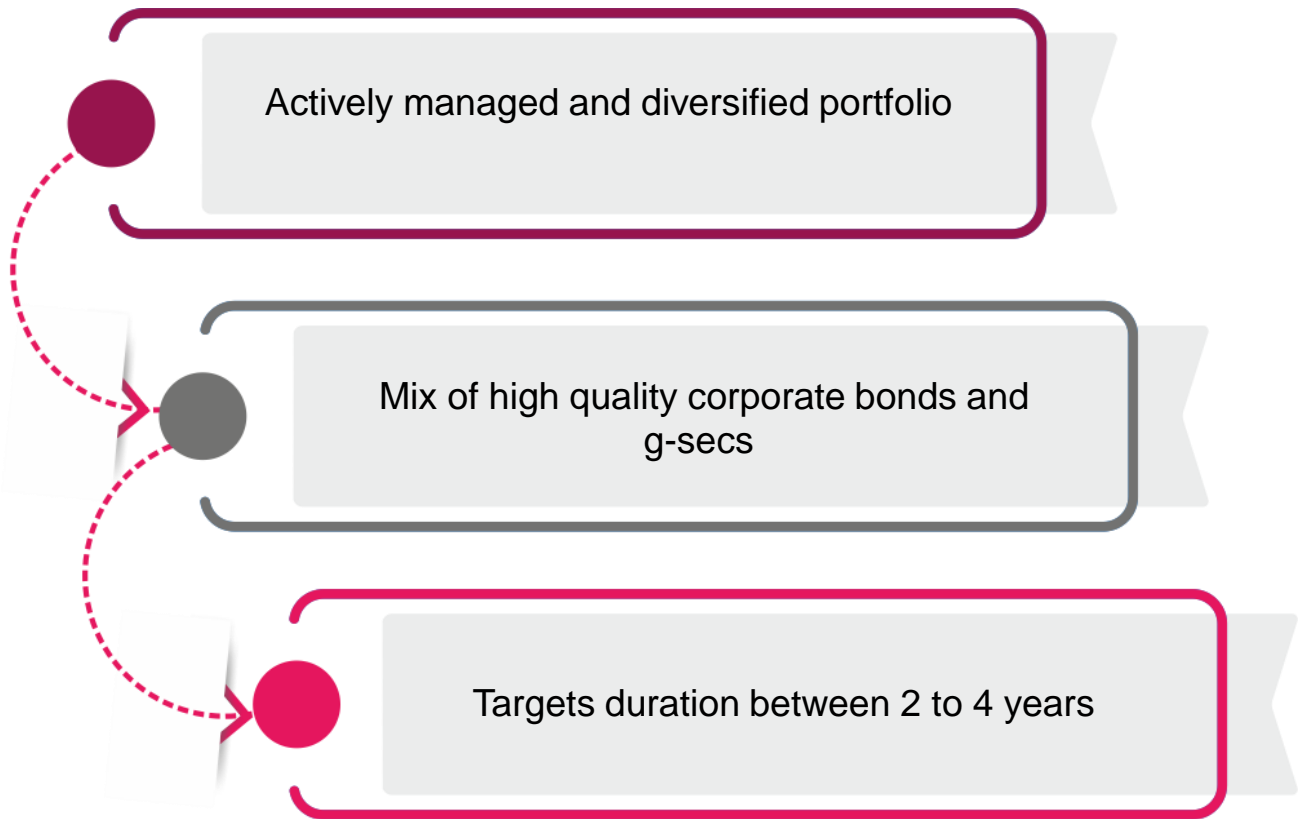 Actively managed and diversified portfolio
Mix of high quality corporate bonds and
g-secs
Targets duration between 2 to 4 years